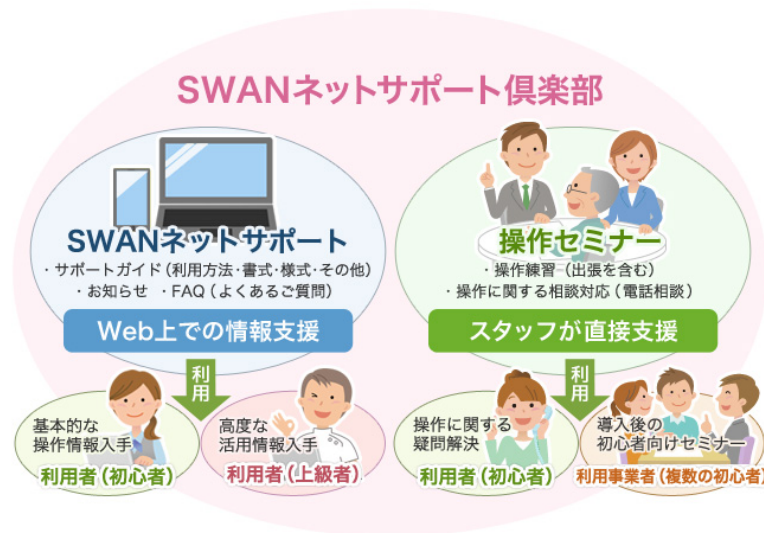 SWANネットサポート倶楽部
SWANネットサポート
・サポートガイド（利用方法・書式・様式・その他）
・お知らせ ・FAQ（よくあるご質問）
Web上での情報支援
利用
基本的な
操作情報入手
利用者（初心者）
高度な
活用情報入手
利用者（上級者）
操作セミナー
・操作練習（出張を含む）
・操作に関する相談対応（電話相談）
スタッフが直接支援
利用
操作に関する
疑問解決
利用者（初心者）
導入後の
初心者向けセミナー
利用事業者（複数の初心者）